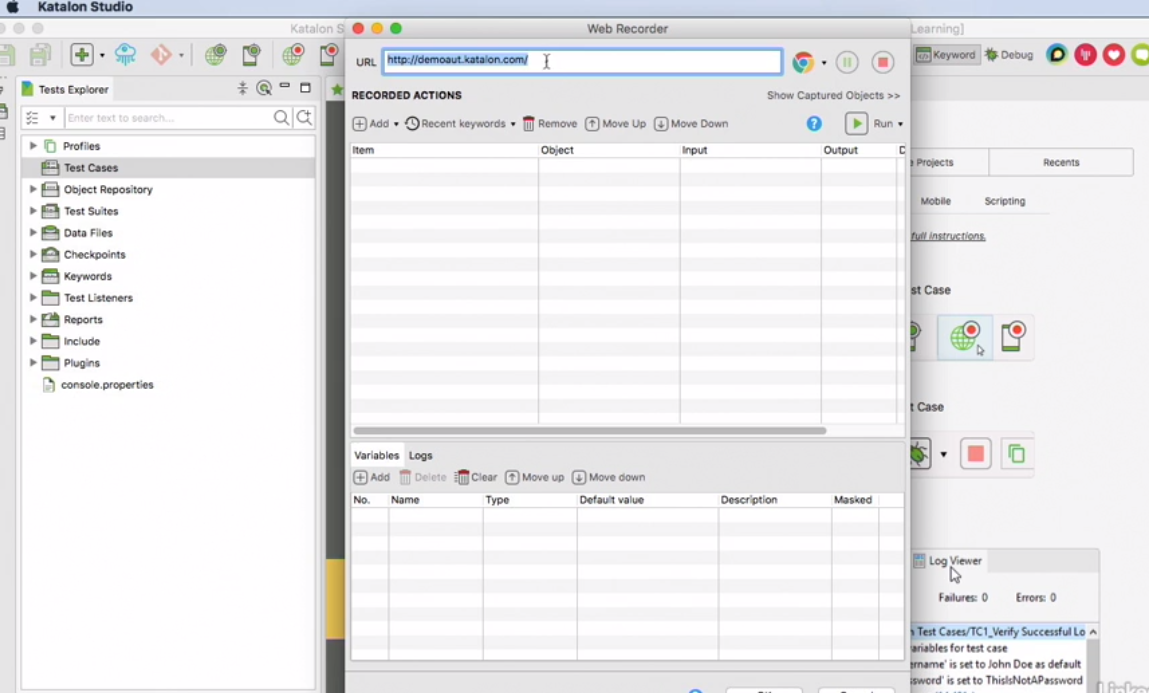 Katalon Studio
Katalon S
Web Recorder
Learning]
URL http://demoaut.katalon.com/
Keyword Debug
Tests Explorer
RECORDED ACTIONS
Show Captured Objects >>
Enter text to search...
Add Recent keywords Remove Move Up Move Down ? Run
Item Object Input Output D
Profiles
Test Cases
Object Repository
Test Suites
Data Files
Checkpoints
Keywords
Test Listeners
Reports
Include
Plugins
console.properties
Projects Recents
Mobile Scripting
full instructions.
st Case
t Case
Variables Logs
Add Delete Clear Move up Move down
No. Name Type Default value Description Masked
Log Viewer
Failures: 0 Errors: 0
Test Cases/TC1_Verify Successful Lo
ariables for test case
ername' is set to John Doe as default
ssword' is set to ThisIsNotAPassword